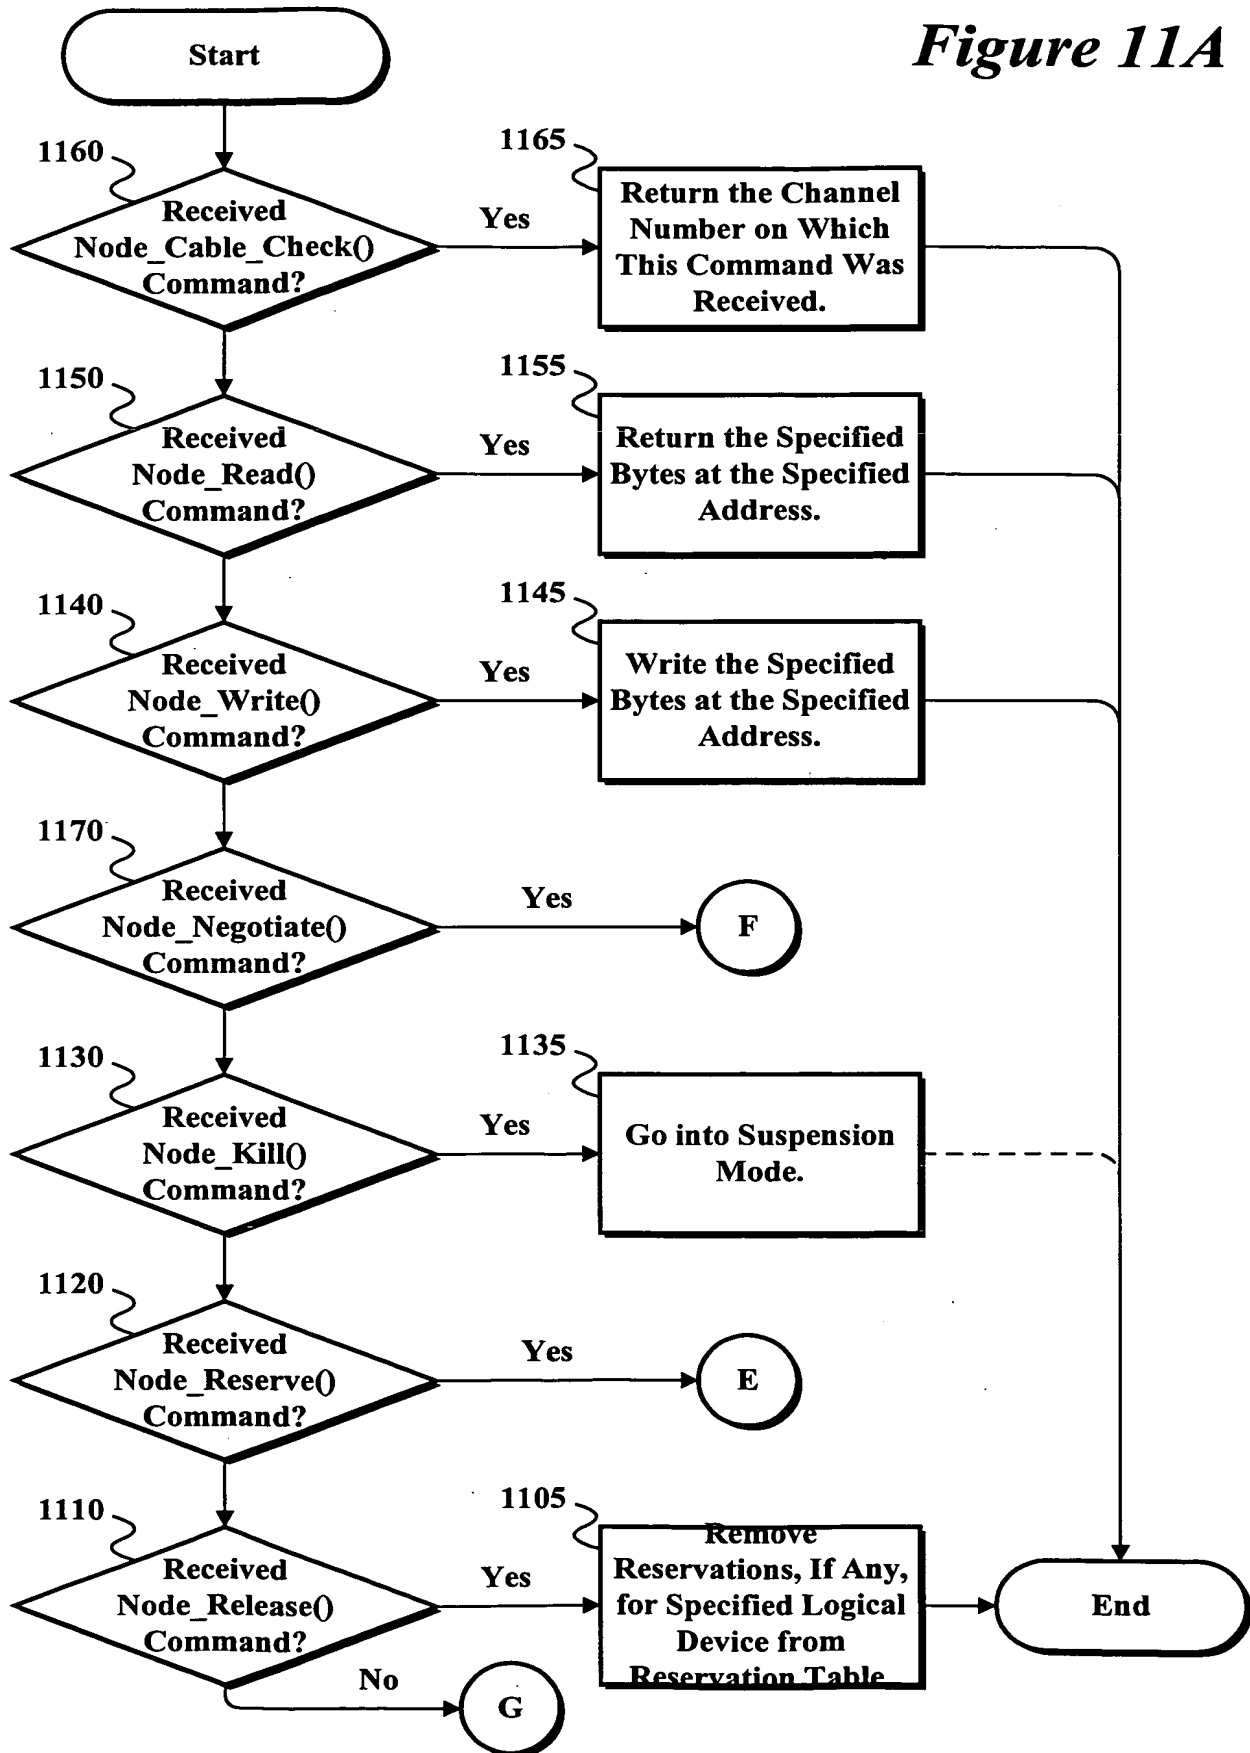 Figure 11A
Start
1160
Received
Node_Cable_Check()
Command?
Yes
1165
Return the Channel
Number on Which
This Command Was
Received.
1150
Received
Node_Read()
Command?
Yes
1155
Return the Specified
Bytes at the Specified
Address.
1140
Received
Node_Write()
Command?
Yes
1145
Write the Specified
Bytes at the Specified
Address.
1170
Received
Node_Negotiate()
Command?
Yes
F
1130
Received
Node_Kill()
Command?
Yes
1135
Go into Suspension
Mode.
1120
Received
Node_Reserve()
Command?
Yes
E
1110
Received
Node_Release()
Command?
Yes
1105
Remove
Reservations, If Any,
for Specified Logical
Device from
Reservation Table
End
No
G